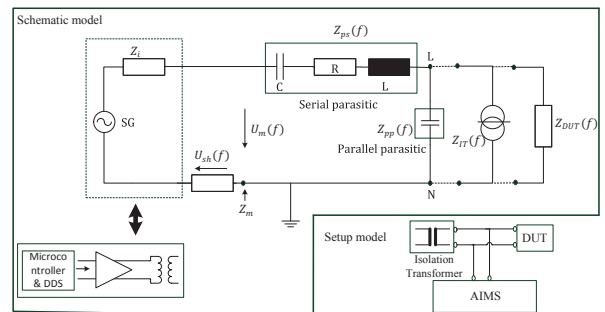 Schematic model
Z_ps(f)
Z_i
C
R
L
L
Serial parasitic
SG
U_m(f)
Z_pp(f)
Parallel parasitic
Z_IT(f)
Z_DUT(f)
U_sh(f)
Z_m
N
Setup model
Microco
ntroller
& DDS
Isolation
Transformer
DUT
AIMS